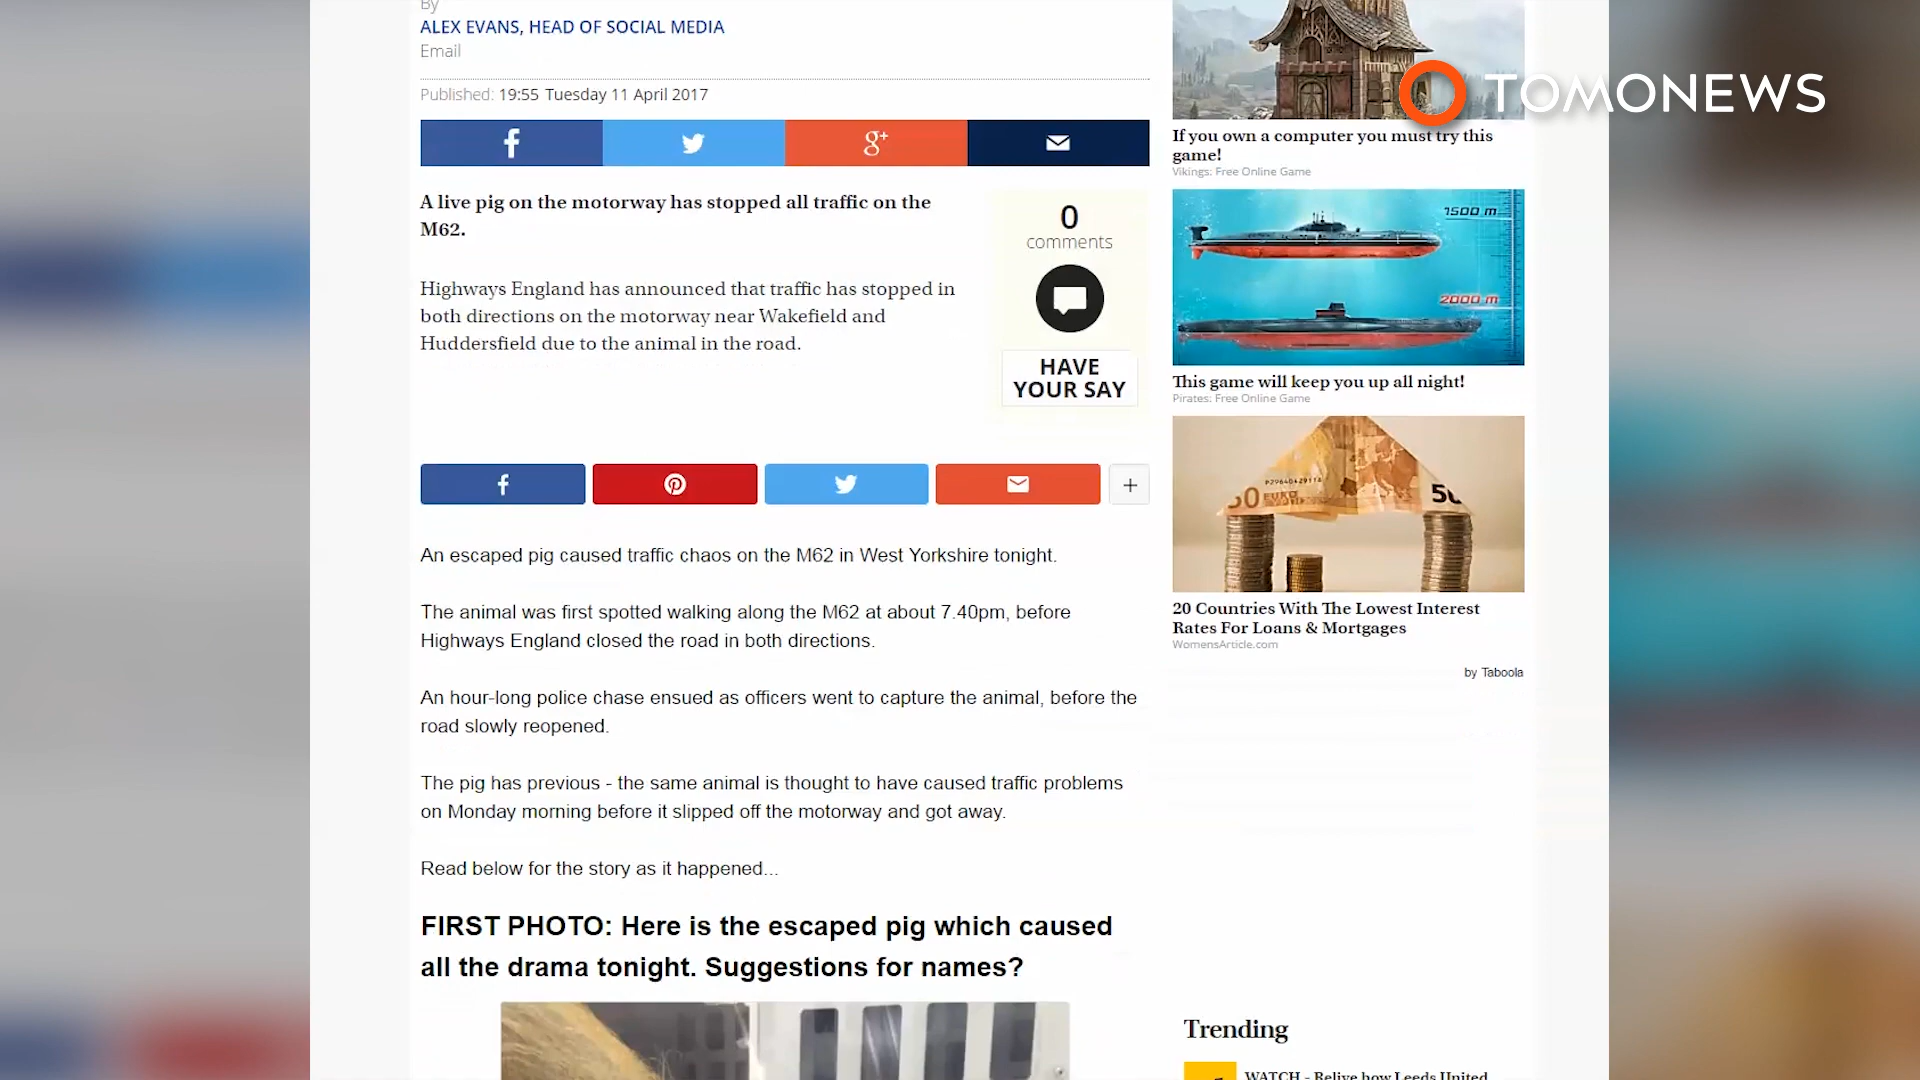 By
ALEX EVANS, HEAD OF SOCIAL MEDIA
Email
Published: 19:55 Tuesday 11 April 2017
A live pig on the motorway has stopped all traffic on the
M62.
Highways England has announced that traffic has stopped in
both directions on the motorway near Wakefield and
Huddersfield due to the animal in the road.
0
comments
HAVE
YOUR SAY
An escaped pig caused traffic chaos on the M62 in West Yorkshire tonight.
The animal was first spotted walking along the M62 at about 7.40pm, before
Highways England closed the road in both directions.
An hour-long police chase ensued as officers went to capture the animal, before the
road slowly reopened.
The pig has previous - the same animal is thought to have caused traffic problems
on Monday morning before it slipped off the motorway and got away.
Read below for the story as it happened...
FIRST PHOTO: Here is the escaped pig which caused
all the drama tonight. Suggestions for names?
TOMONEWS
If you own a computer you must try this
game!
Vikings: Free Online Game
1500 m
2000 m
This game will keep you up all night!
Pirates: Free Online Game
50 EURO
50
20 Countries With The Lowest Interest
Rates For Loans & Mortgages
WomensArticle.com
by Taboola
Trending
WATCH - Relive how Leeds United